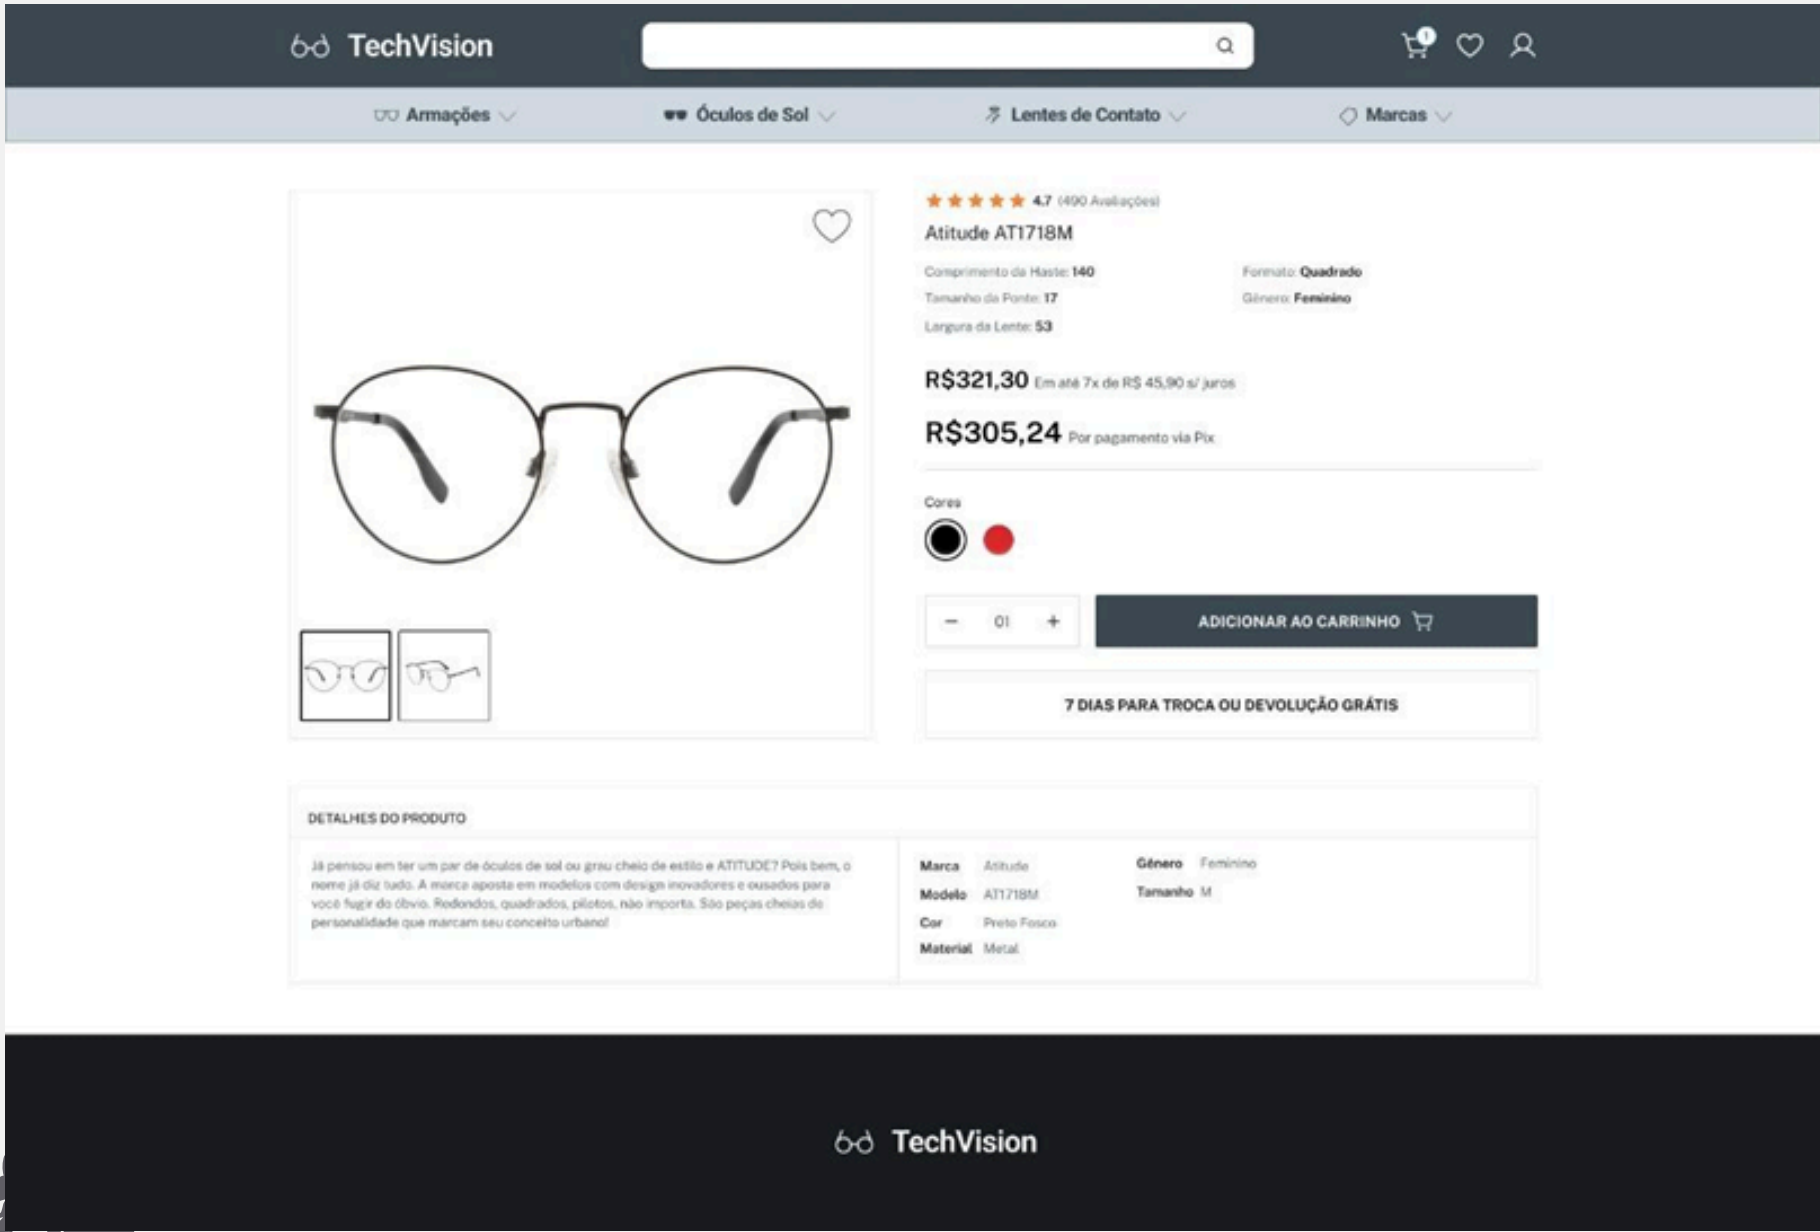 TechVision
1
Armações
Óculos de Sol
Lentes de Contato
Marcas
4.7 (490 Avaliações)
Atitude AT1718M
Comprimento da Haste: 140
Formato: Quadrado
Tamanho da Ponte: 17
Gênero: Feminino
Largura da Lente: 53
R$321,30 Em até 7x de R$ 45,90 s/ juros
R$305,24 Por pagamento via Pix
Cores
− 01 +
ADICIONAR AO CARRINHO
7 DIAS PARA TROCA OU DEVOLUÇÃO GRÁTIS
DETALHES DO PRODUTO
Já pensou em ter um par de óculos de sol ou grau cheio de estilo e ATITUDE? Pois bem, o
nome já diz tudo. A marca aposta em modelos com design inovadores e ousados para
você fugir do óbvio. Redondos, quadrados, pilotos, não importa. São peças cheias de
personalidade que marcam seu conceito urbano!
Marca Atitude
Modelo AT1718M
Cor Preto Fosco
Material Metal
Gênero Feminino
Tamanho M
TechVision